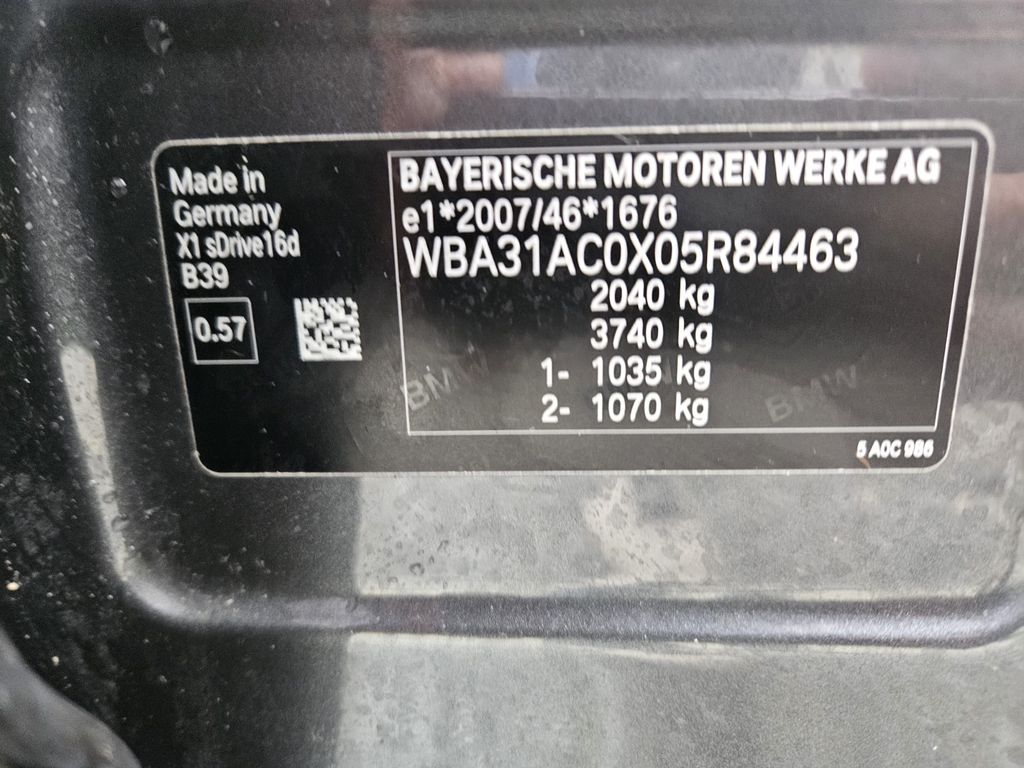 Made in
Germany
X1 sDrive16d
B39
0.57
BAYERISCHE MOTOREN WERKE AG
e1*2007/46*1676
WBA31AC0X05R84463
2040 kg
3740 kg
1- 1035 kg
2- 1070 kg
BMW
BMW
5 A0C 986